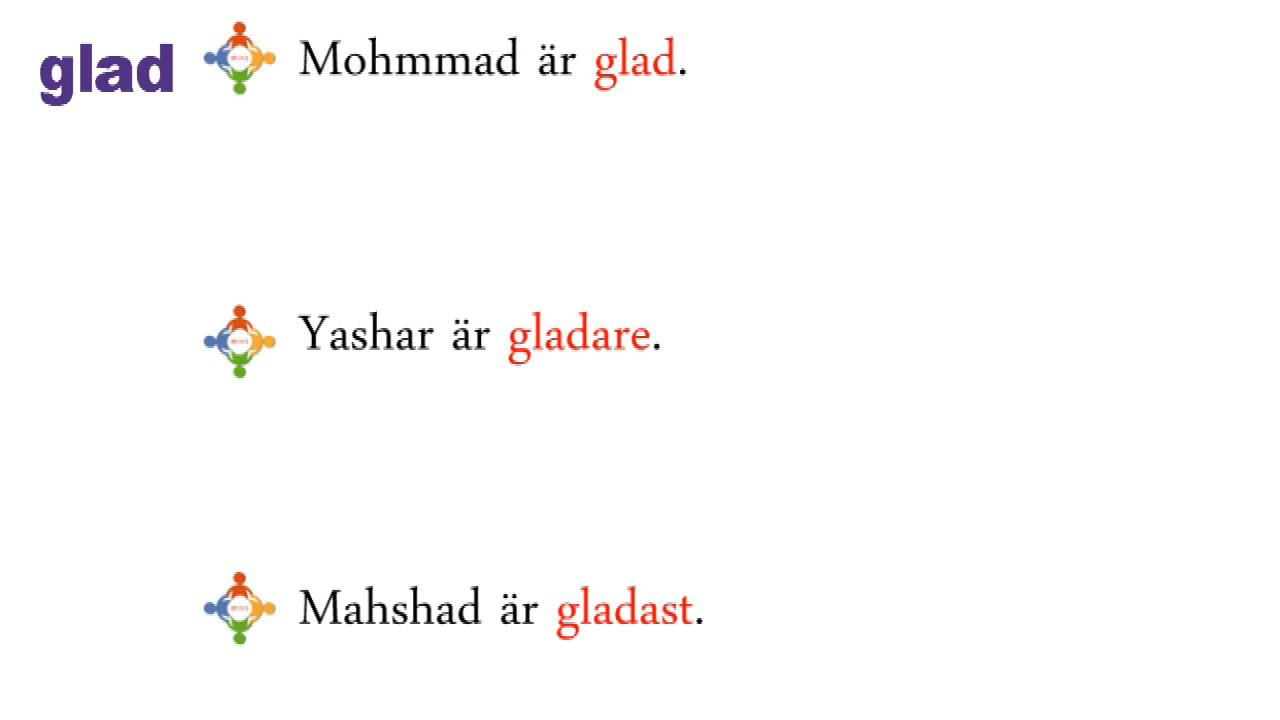 glad
Mohmmad är glad.
Yashar är gladare.
Mahshad är gladast.